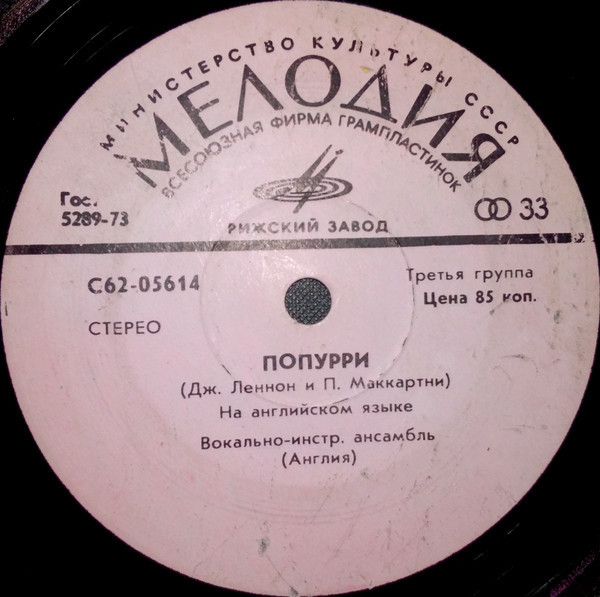 МИНИСТЕРСТВО КУЛЬТУРЫ СССР
МЕЛОДИЯ
ВСЕСОЮЗНАЯ ФИРМА ГРАМПЛАСТИНОК
Гост
5289-73
33
РИЖСКИЙ ЗАВОД
С62-05614
Третья группа
Цена 85 коп.
СТЕРЕО
ПОПУРРИ
(Дж. Леннон и П. Маккартни)
На английском языке
Вокально-инстр. ансамбль
(Англия)